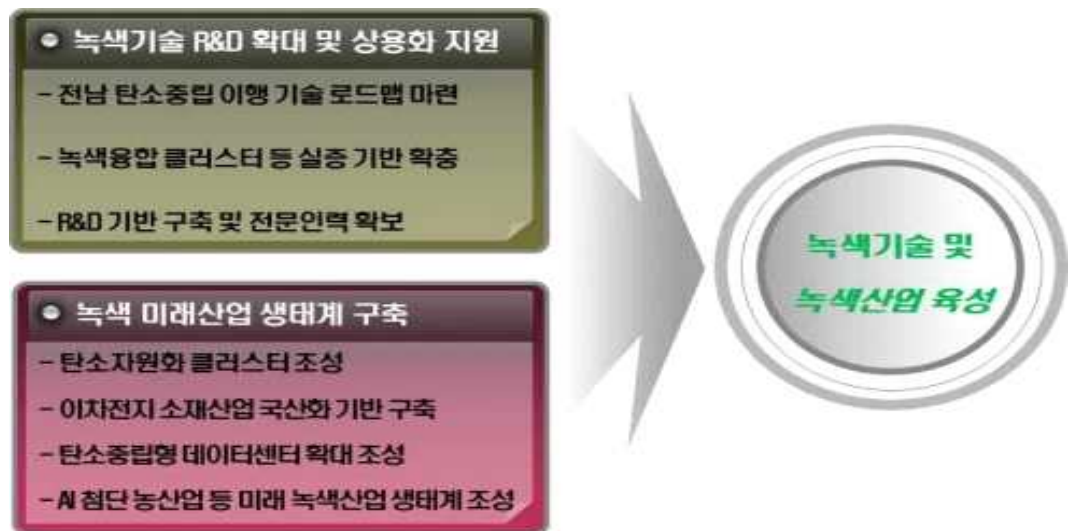 녹색기술 R&D 확대 및 상용화 지원
- 전남 탄소중립 이행 기술 로드맵 마련
- 녹색융합 클러스터 등 실증 기반 확충
- R&D 기반 구축 및 전문인력 확보
녹색 미래산업 생태계 구축
- 탄소자원화 클러스터 조성
- 이차전지 소재산업 국산화 기반 구축
- 탄소중립형 데이터센터 확대 조성
- AI 첨단 농산업 등 미래 녹색산업 생태계 조성
녹색기술 및
녹색산업 육성